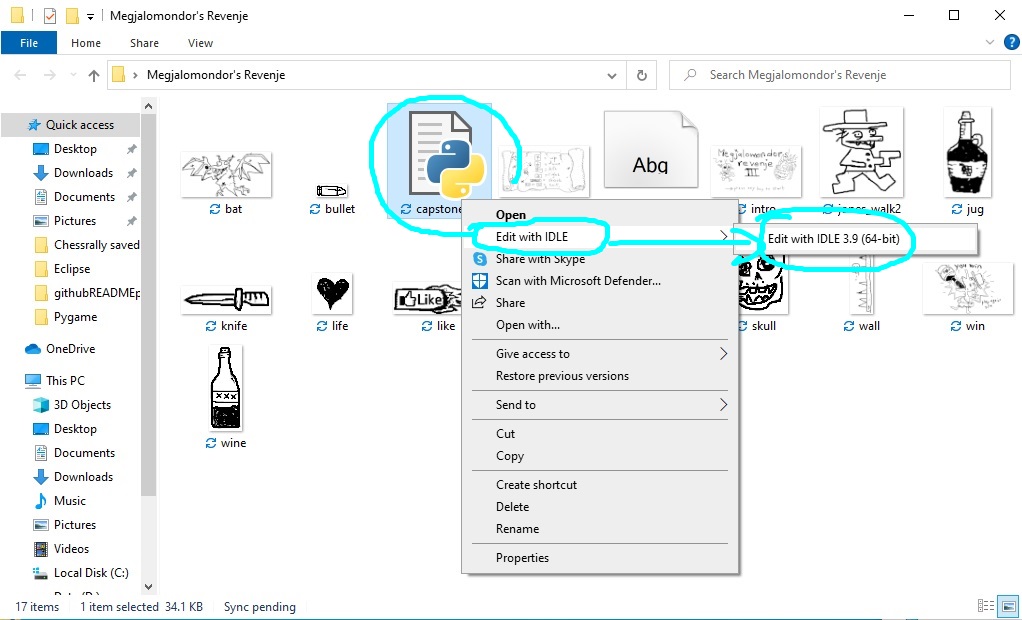 Megjalomondor's Revenje
File Home Share View
Megjalomondor's Revenje
Search Megjalomondor's Revenje
Quick access
Desktop
Downloads
Documents
Pictures
Chessrally saved
Eclipse
githubREADMEp
Pygame
OneDrive
This PC
3D Objects
Desktop
Documents
Downloads
Music
Pictures
Videos
Local Disk (C:)
Abg
Megjalomondor's
revenje
III
bat bullet capstone intro jones_walk2 jug
Like
knife life like skull wall win
XXX
wine
Open
Edit with IDLE
Edit with IDLE 3.9 (64-bit)
Share with Skype
Scan with Microsoft Defender...
Share
Open with...
Give access to
Restore previous versions
Send to
Cut
Copy
Create shortcut
Delete
Rename
Properties
17 items 1 item selected 34.1 KB Sync pending